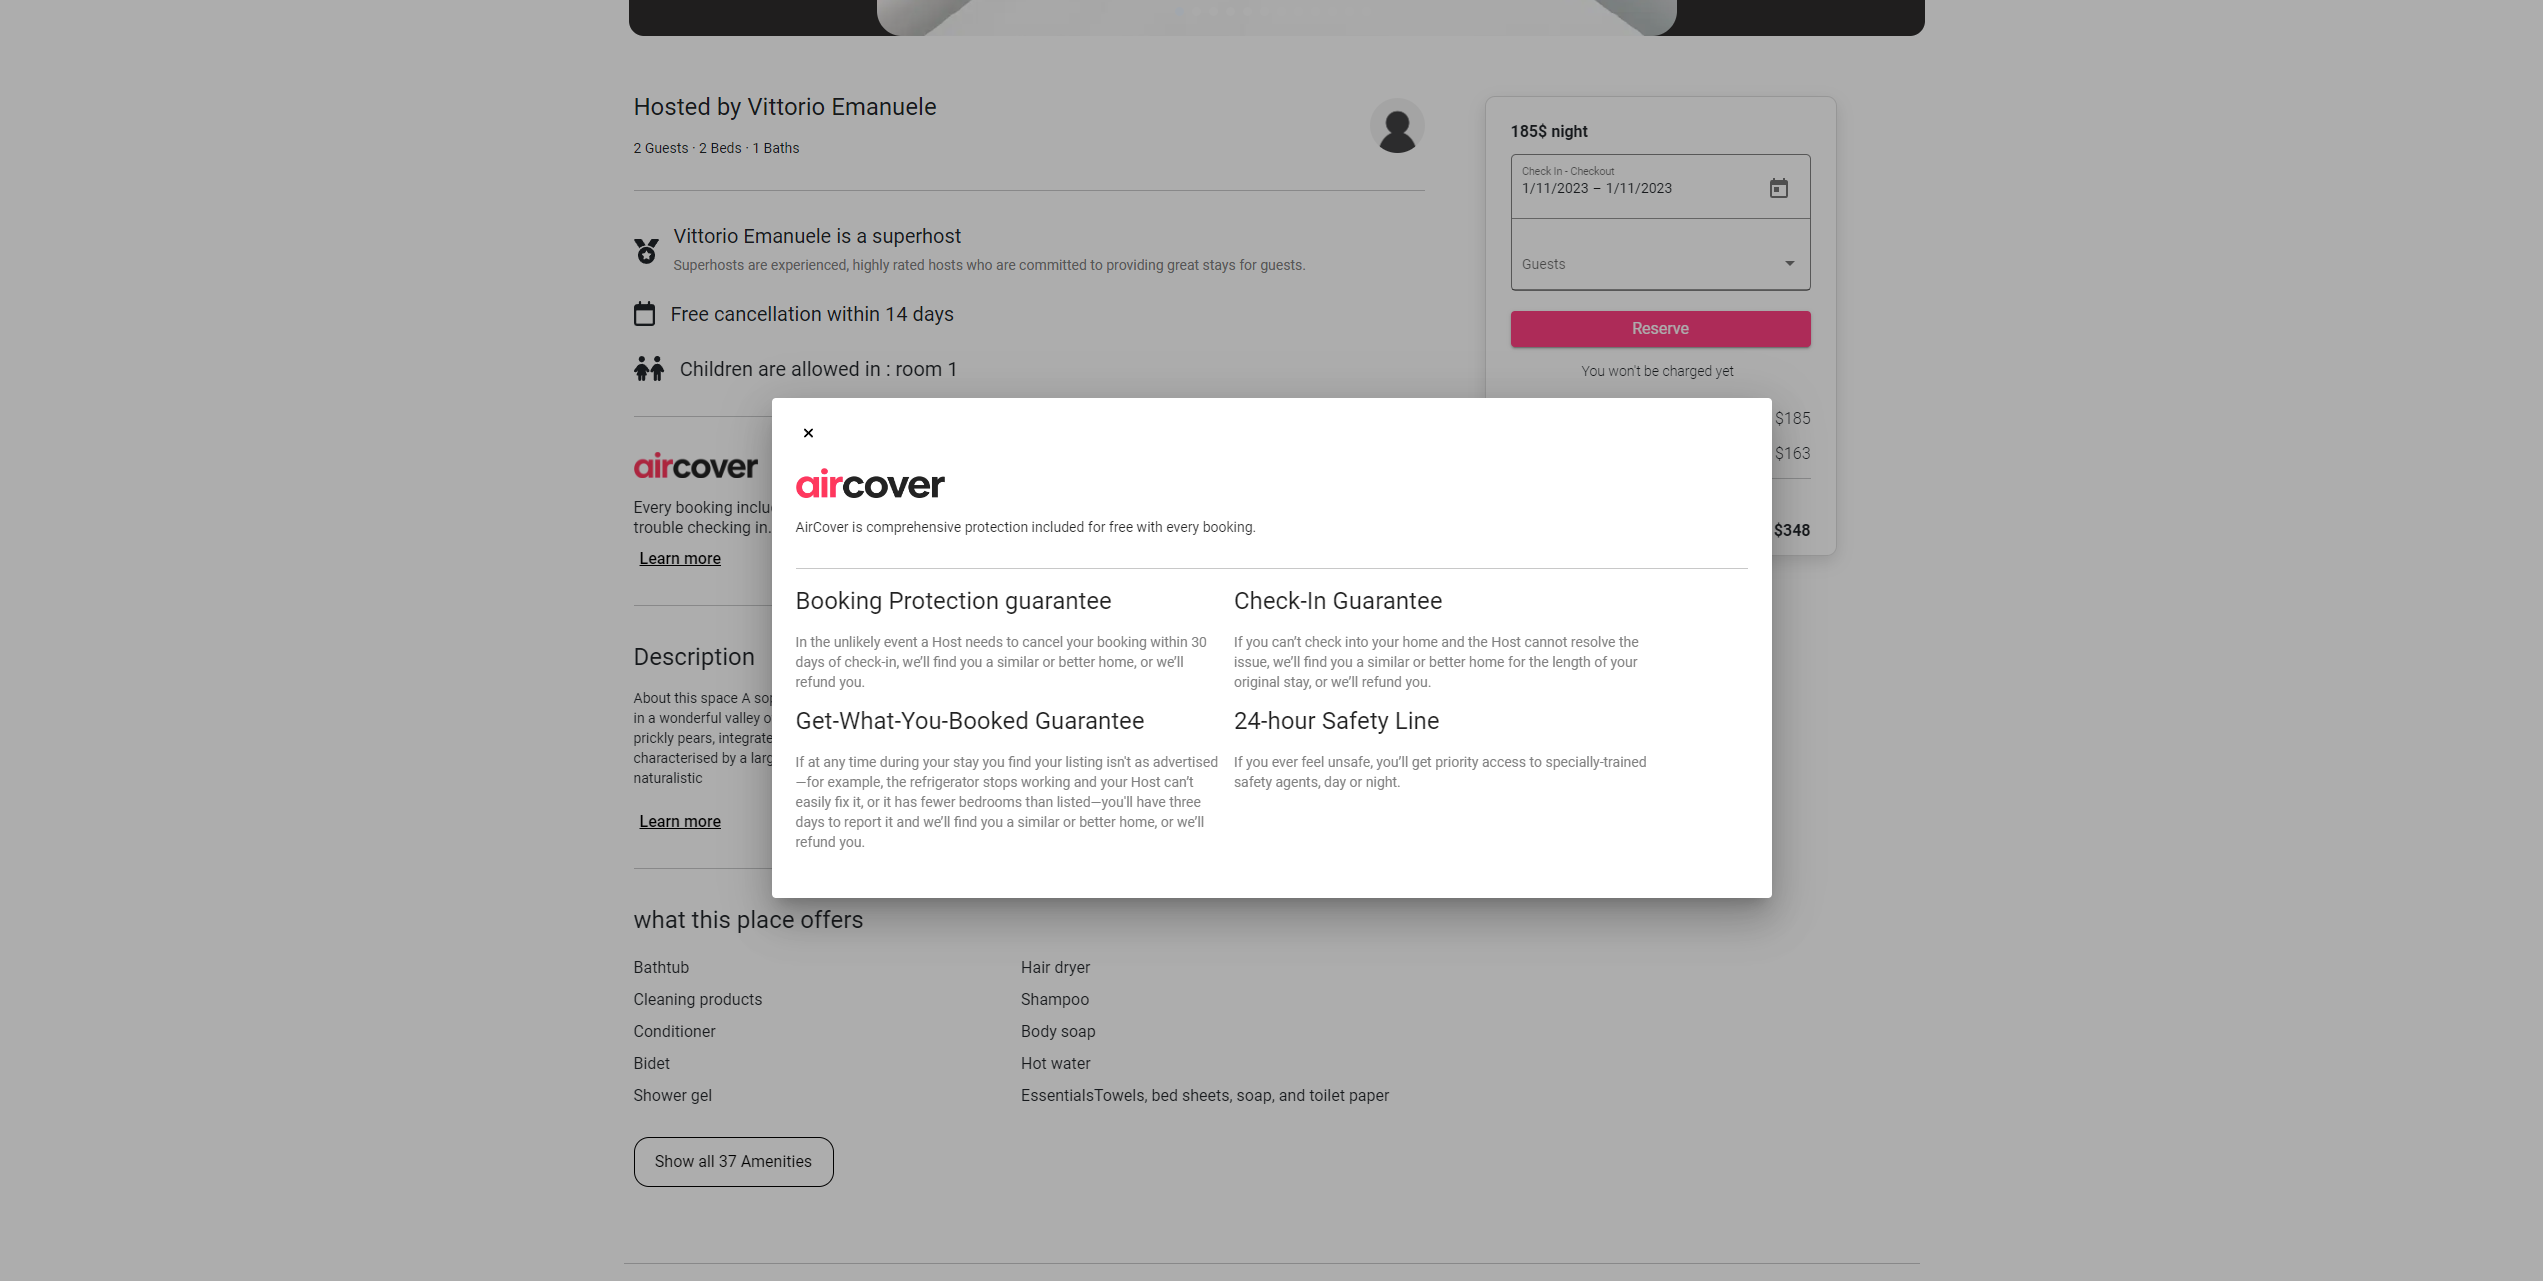 Hosted by Vittorio Emanuele
2 Guests · 2 Beds · 1 Baths
Vittorio Emanuele is a superhost
Superhosts are experienced, highly rated hosts who are committed to providing great stays for guests.
Free cancellation within 14 days
Children are allowed in : room 1
aircover
Every booking
trouble checking in.
Learn more
Description
About this space A
in a wonderful valley
prickly pears,
characterised by a
naturalistic
Learn more
what this place offers
Bathtub
Hair dryer
Cleaning products
Shampoo
Conditioner
Body soap
Bidet
Hot water
Shower gel
EssentialsTowels, bed sheets, soap, and toilet paper
Show all 37 Amenities
185$ night
Check In - Checkout
1/11/2023 – 1/11/2023
Guests
Reserve
You won't be charged yet
$185
$163
$348
×
aircover
AirCover is comprehensive protection included for free with every booking.
Booking Protection guarantee
In the unlikely event a Host needs to cancel your booking within 30
days of check-in, we’ll find you a similar or better home, or we’ll
refund you.
Check-In Guarantee
If you can’t check into your home and the Host cannot resolve the
issue, we’ll find you a similar or better home for the length of your
original stay, or we’ll refund you.
Get-What-You-Booked Guarantee
If at any time during your stay you find your listing isn't as advertised
—for example, the refrigerator stops working and your Host can’t
easily fix it, or it has fewer bedrooms than listed—you'll have three
days to report it and we’ll find you a similar or better home, or we’ll
refund you.
24-hour Safety Line
If you ever feel unsafe, you’ll get priority access to specially-trained
safety agents, day or night.